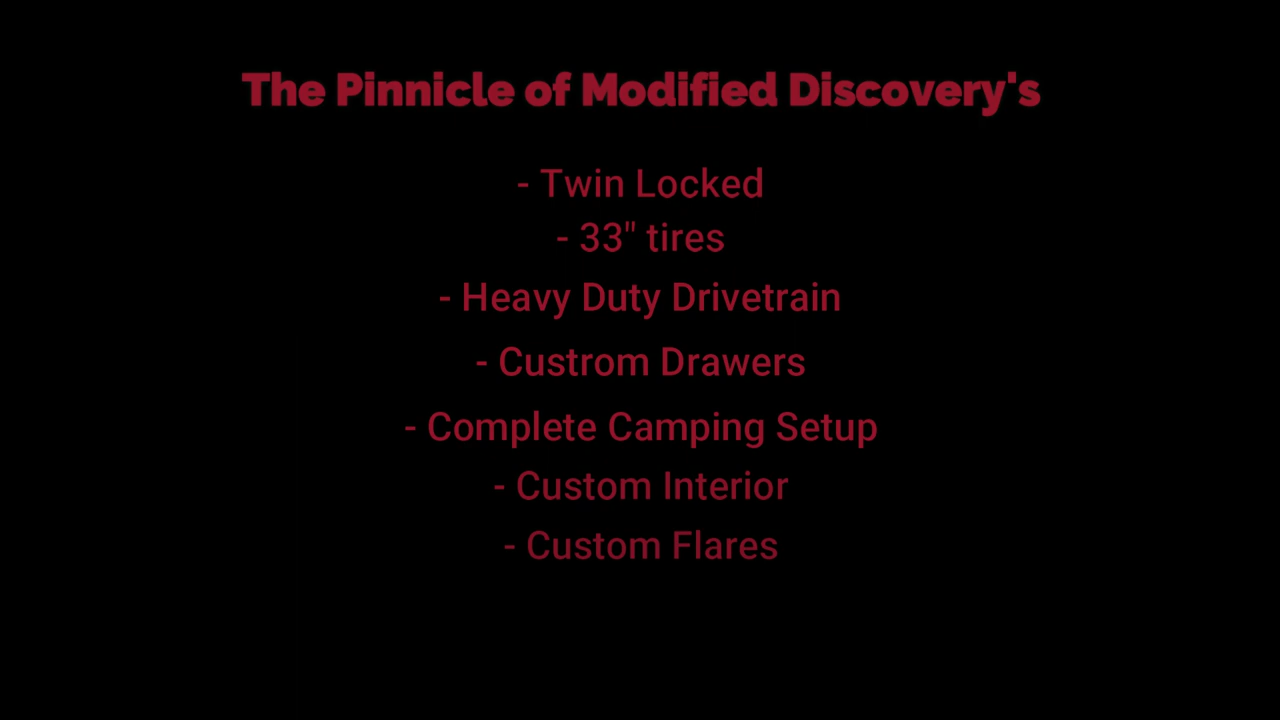 The Pinnicle of Modified Discovery's
- Twin Locked
- 33" tires
- Heavy Duty Drivetrain
- Custrom Drawers
- Complete Camping Setup
- Custom Interior
- Custom Flares